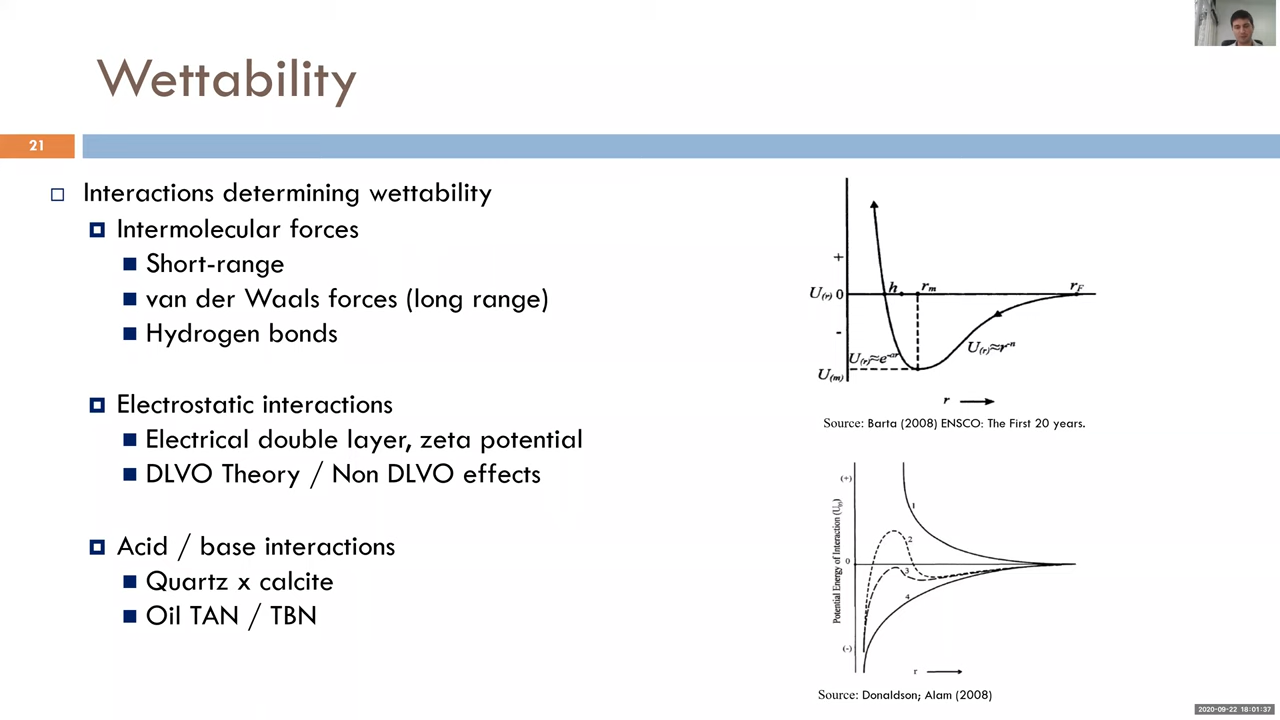 Wettability
21
Interactions determining wettability
Intermolecular forces
Short-range
van der Waals forces (long range)
Hydrogen bonds
Electrostatic interactions
Electrical double layer, zeta potential
DLVO Theory / Non DLVO effects
Acid / base interactions
Quartz x calcite
Oil TAN / TBN
+
U(r) 0
h
rm
rF
-
U(r)≈e-ar
U(r)≈r-n
U(m)
r
Source: Barta (2008) ENSCO: The First 20 years.
(+)
Potential Energy of Interaction (UR)
0
(-)
1
2
3
4
r
Source: Donaldson; Alam (2008)
2020-09-22 18:01:37